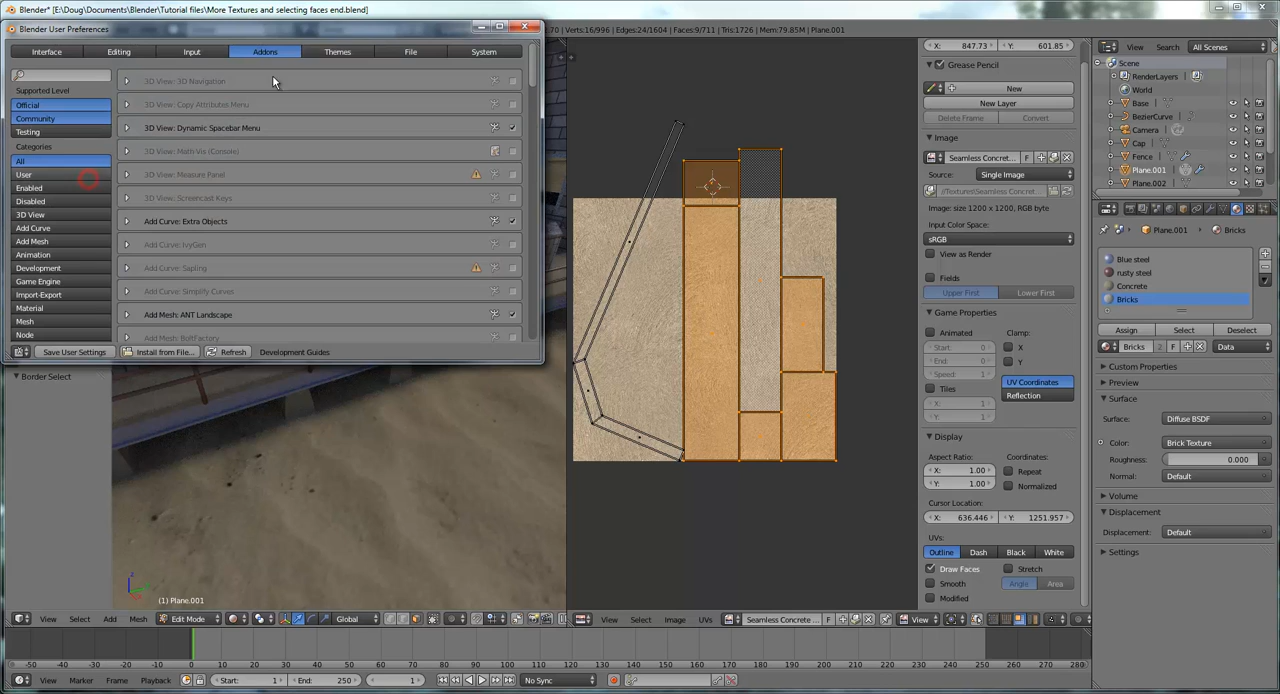 Blender* [E:\Doug\Documents\Blender\Tutorial files\More Textures and selecting faces end.blend]
Blender User Preferences
70 | Verts:16/996 | Edges:24/1604 | Faces:9/711 | Tris:1726 | Mem:79.85M | Plane.001
Interface
Editing
Input
Addons
Themes
File
System
Supported Level
Official
Community
Testing
Categories
All
User
Enabled
Disabled
3D View
Add Curve
Add Mesh
Animation
Development
Game Engine
Import-Export
Material
Mesh
Node
3D View: 3D Navigation
3D View: Copy Attributes Menu
3D View: Dynamic Spacebar Menu
3D View: Math Vis (Console)
3D View: Measure Panel
3D View: Screencast Keys
Add Curve: Extra Objects
Add Curve: IvyGen
Add Curve: Sapling
Add Curve: Simplify Curves
Add Mesh: ANT Landscape
Add Mesh: BoltFactory
Save User Settings
Install from File...
Refresh
Development Guides
Border Select
(1) Plane.001
View
Select
Add
Mesh
Edit Mode
Global
View
Select
Image
UVs
Seamless Concrete
F
View
X: 847.73
Y: 601.85
Grease Pencil
New
New Layer
Delete Frame
Convert
Image
Seamless Concret...
F
Source:
Single Image
//Textures\Seamless Concret...
Image: size 1200 x 1200, RGB byte
Input Color Space:
sRGB
View as Render
Fields
Upper First
Lower First
Game Properties
Animated
Clamp:
Start: 0
X
End: 0
Y
Speed: 1
Tiles
UV Coordinates
X: 1
Reflection
Y: 1
Display
Aspect Ratio:
Coordinates:
X: 1.00
Repeat
Y: 1.00
Normalized
Cursor Location:
X: 636.446
Y: 1251.957
UVs:
Outline
Dash
Black
White
Draw Faces
Stretch
Smooth
Angle
Area
Modified
View
Search
All Scenes
Scene
RenderLayers
World
Base
BezierCurve
Camera
Cap
Fence
Plane.001
Plane.002
Plane.001
Bricks
Blue steel
rusty steel
Concrete
Bricks
Assign
Select
Deselect
Bricks
2
F
Data
Custom Properties
Preview
Surface
Surface:
Diffuse BSDF
Color:
Brick Texture
Roughness:
0.000
Normal:
Default
Volume
Displacement
Displacement:
Default
Settings
-50 -40 -30 -20 -10 0 10 20 30 40 50 60 70 80 90 100 110 120 130 140 150 160 170 180 190 200 210 220 230 240 250 260 270 280
View
Marker
Frame
Playback
Start: 1
End: 250
1
No Sync